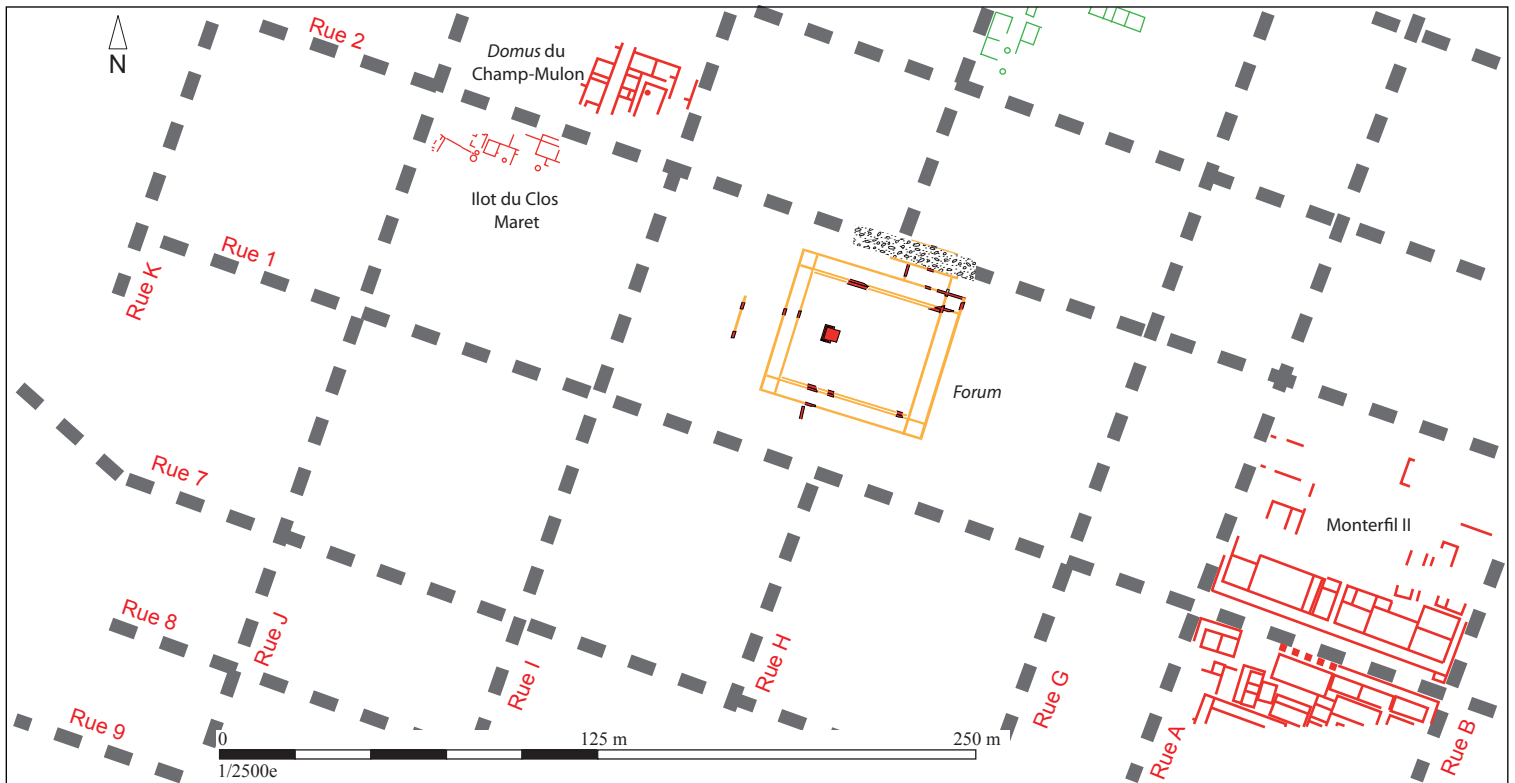 Rue 2
N
Domus du
Champ-Mulon
Ilot du Clos
Maret
Rue 1
Rue K
Forum
Rue 7
Monterfil II
Rue 8
Rue J
Rue I
Rue H
Rue G
Rue A
Rue B
Rue 9
0
125 m
250 m
1/2500e